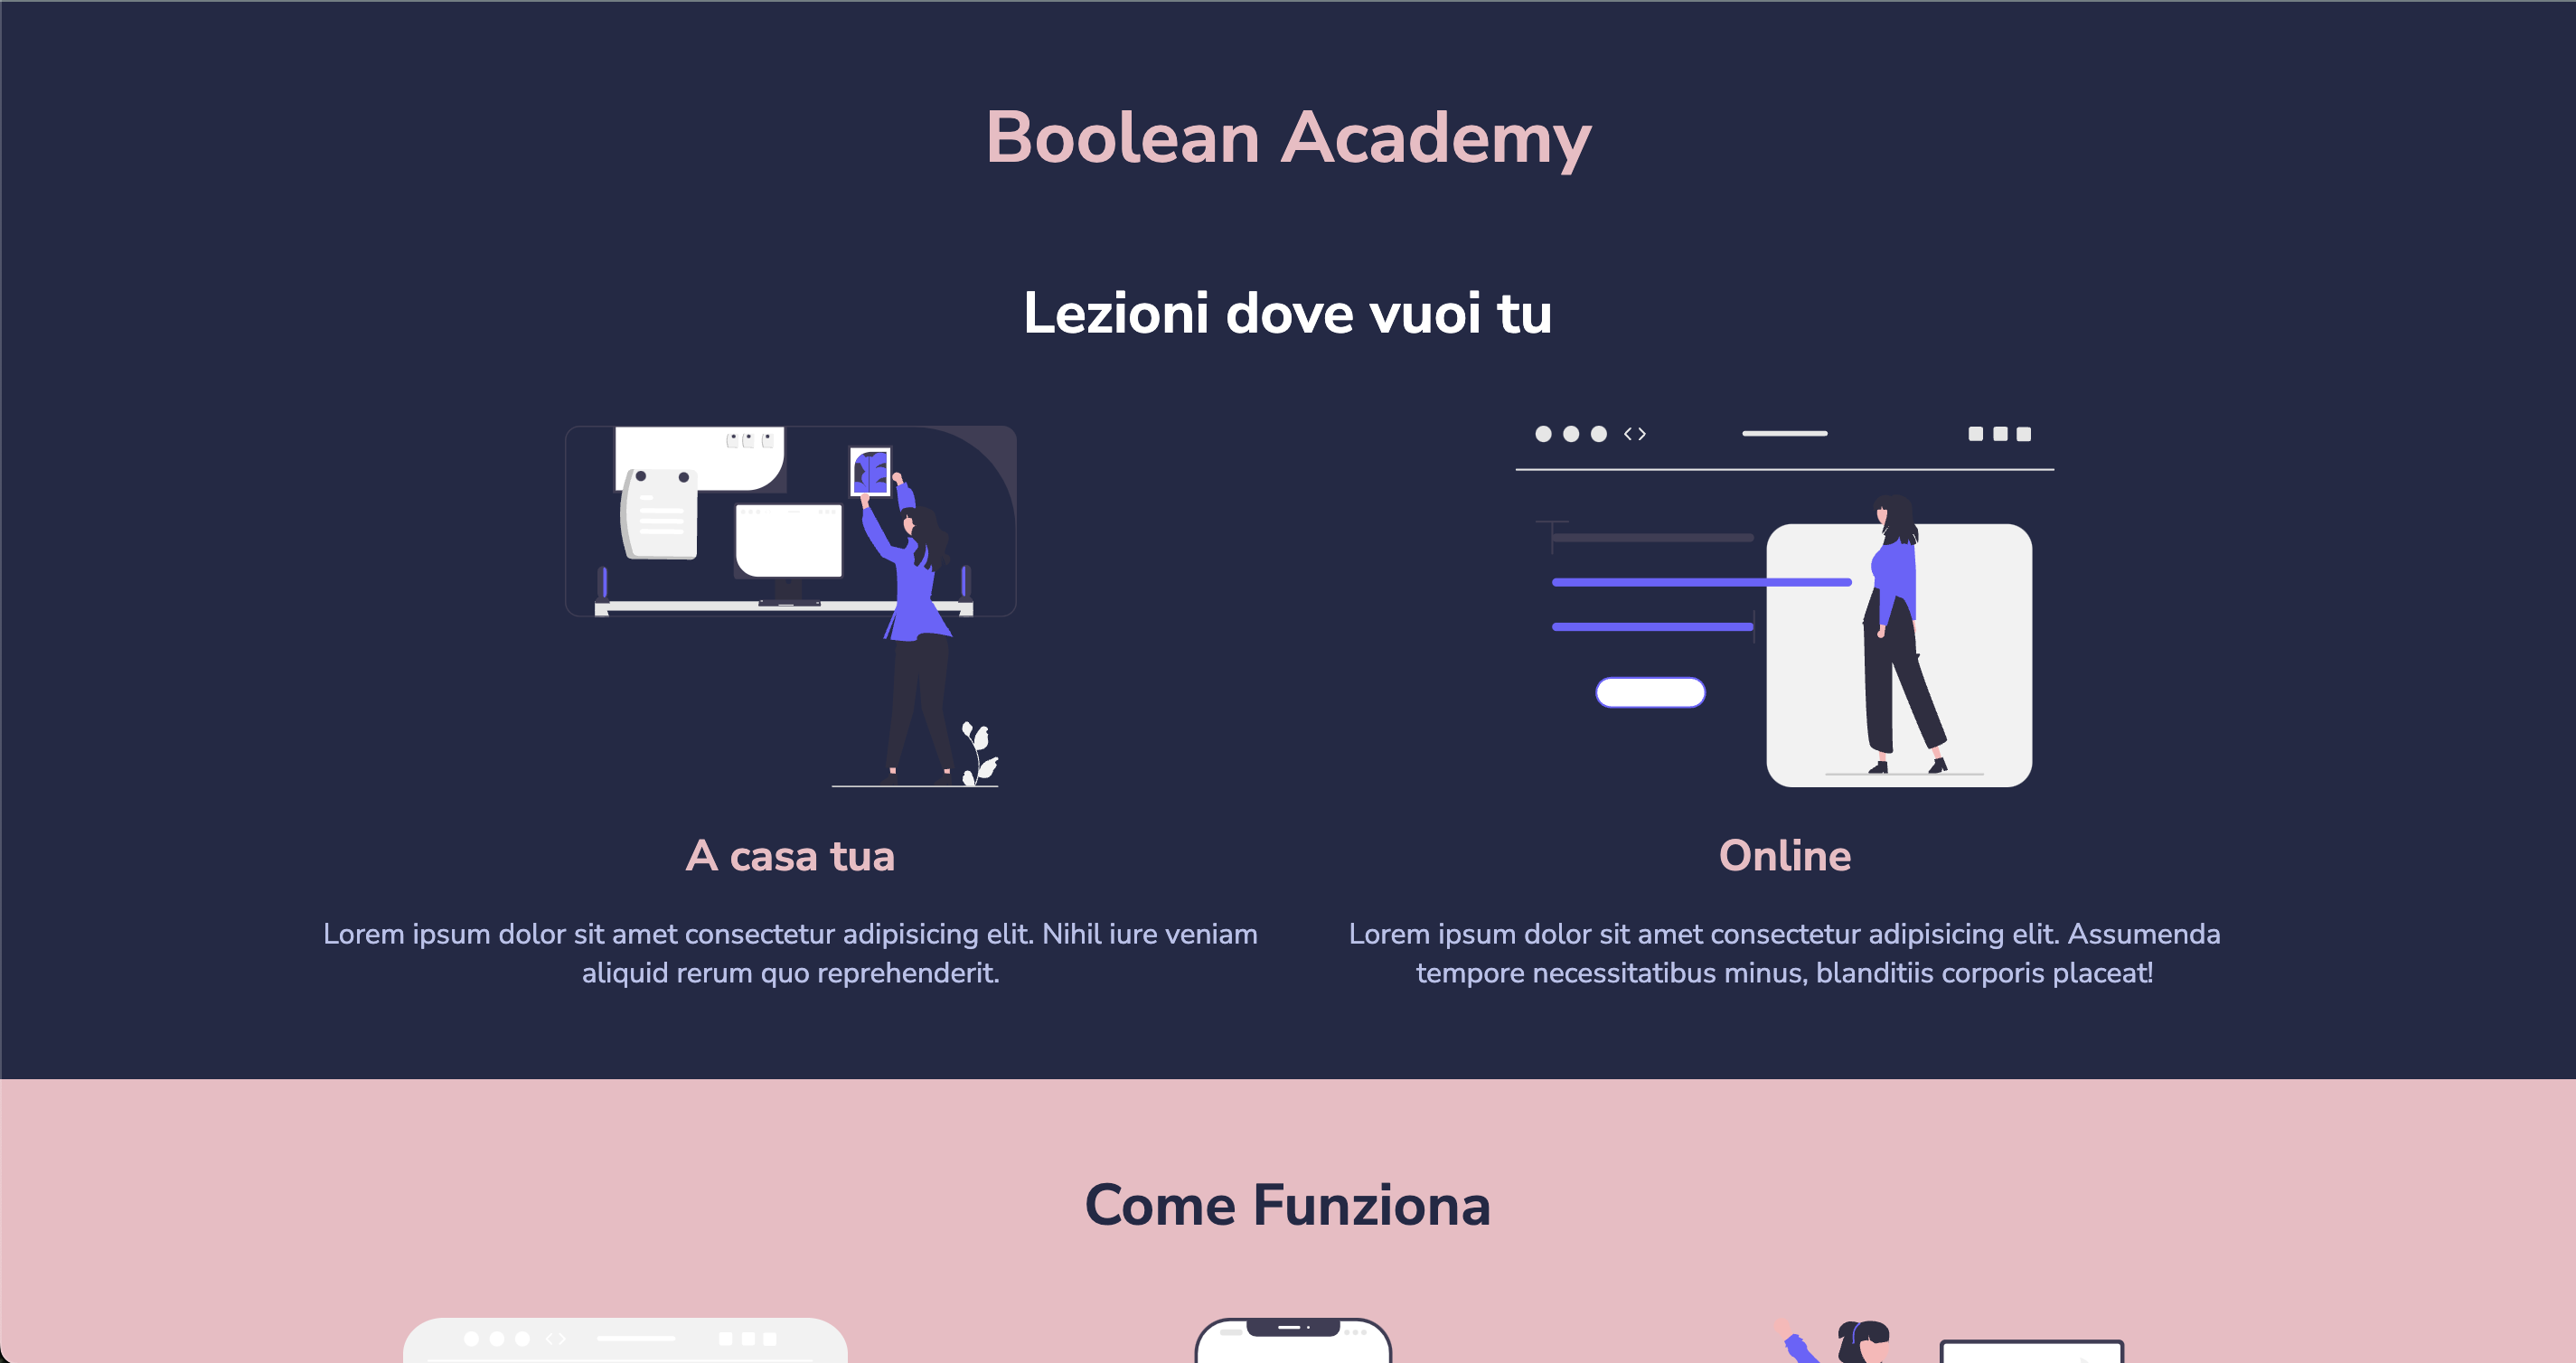 Boolean Academy
Lezioni dove vuoi tu
A casa tua
Lorem ipsum dolor sit amet consectetur adipisicing elit. Nihil iure veniam
aliquid rerum quo reprehenderit.
Online
Lorem ipsum dolor sit amet consectetur adipisicing elit. Assumenda
tempore necessitatibus minus, blanditiis corporis placeat!
Come Funziona